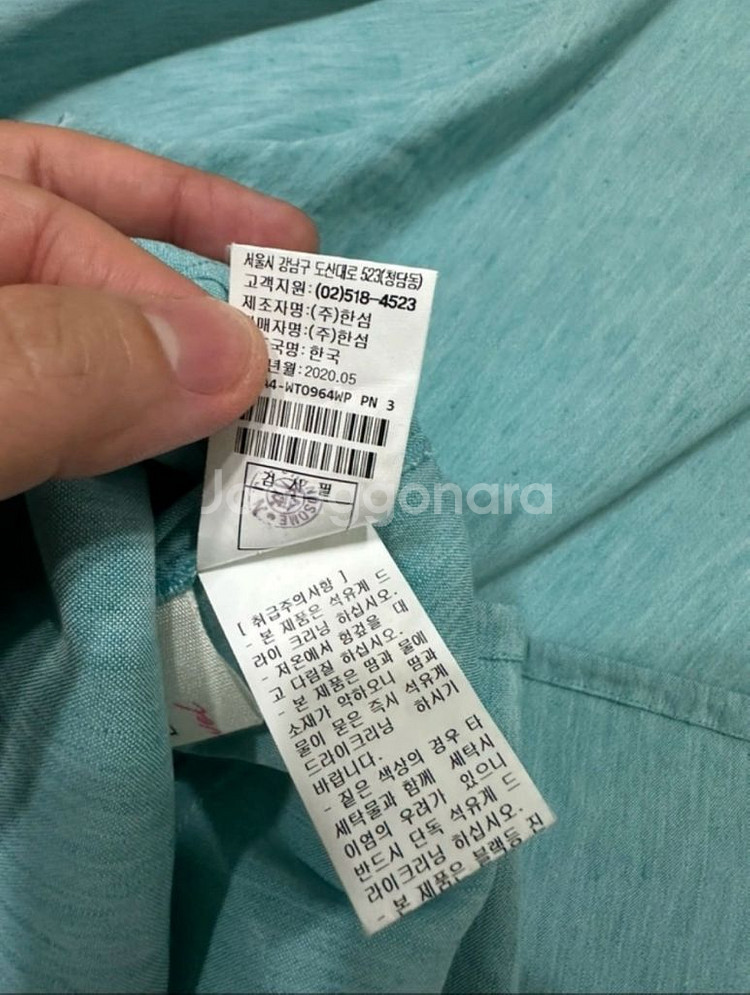 서울시 강남구 도산대로 523(청담동)
고객지원:(02)518-4523
제조자명:(주)한섬
매자명:(주)한섬
국명:한국
년월:2020.05
A4-WT0964WP PN 3
검 사 필
Joonggonara
[ 취급주의사항 ]
- 본 제품은 석유계 드
라이 크리닝 하십시오.
- 저온에서 헝겊을 대
고 다림질 하십시오.
- 본 제품은 땀과 물에
소재가 약하오니 땀과
물이 묻은 즉시 석유계
드라이크리닝 하시기
바랍니다.
- 짙은 색상의 경우 타
세탁물과 함께 세탁시
이염의 우려가 있으니
반드시 단독 석유계 드
라이크리닝 하십시오.
- 본 제품은 블랙등 진